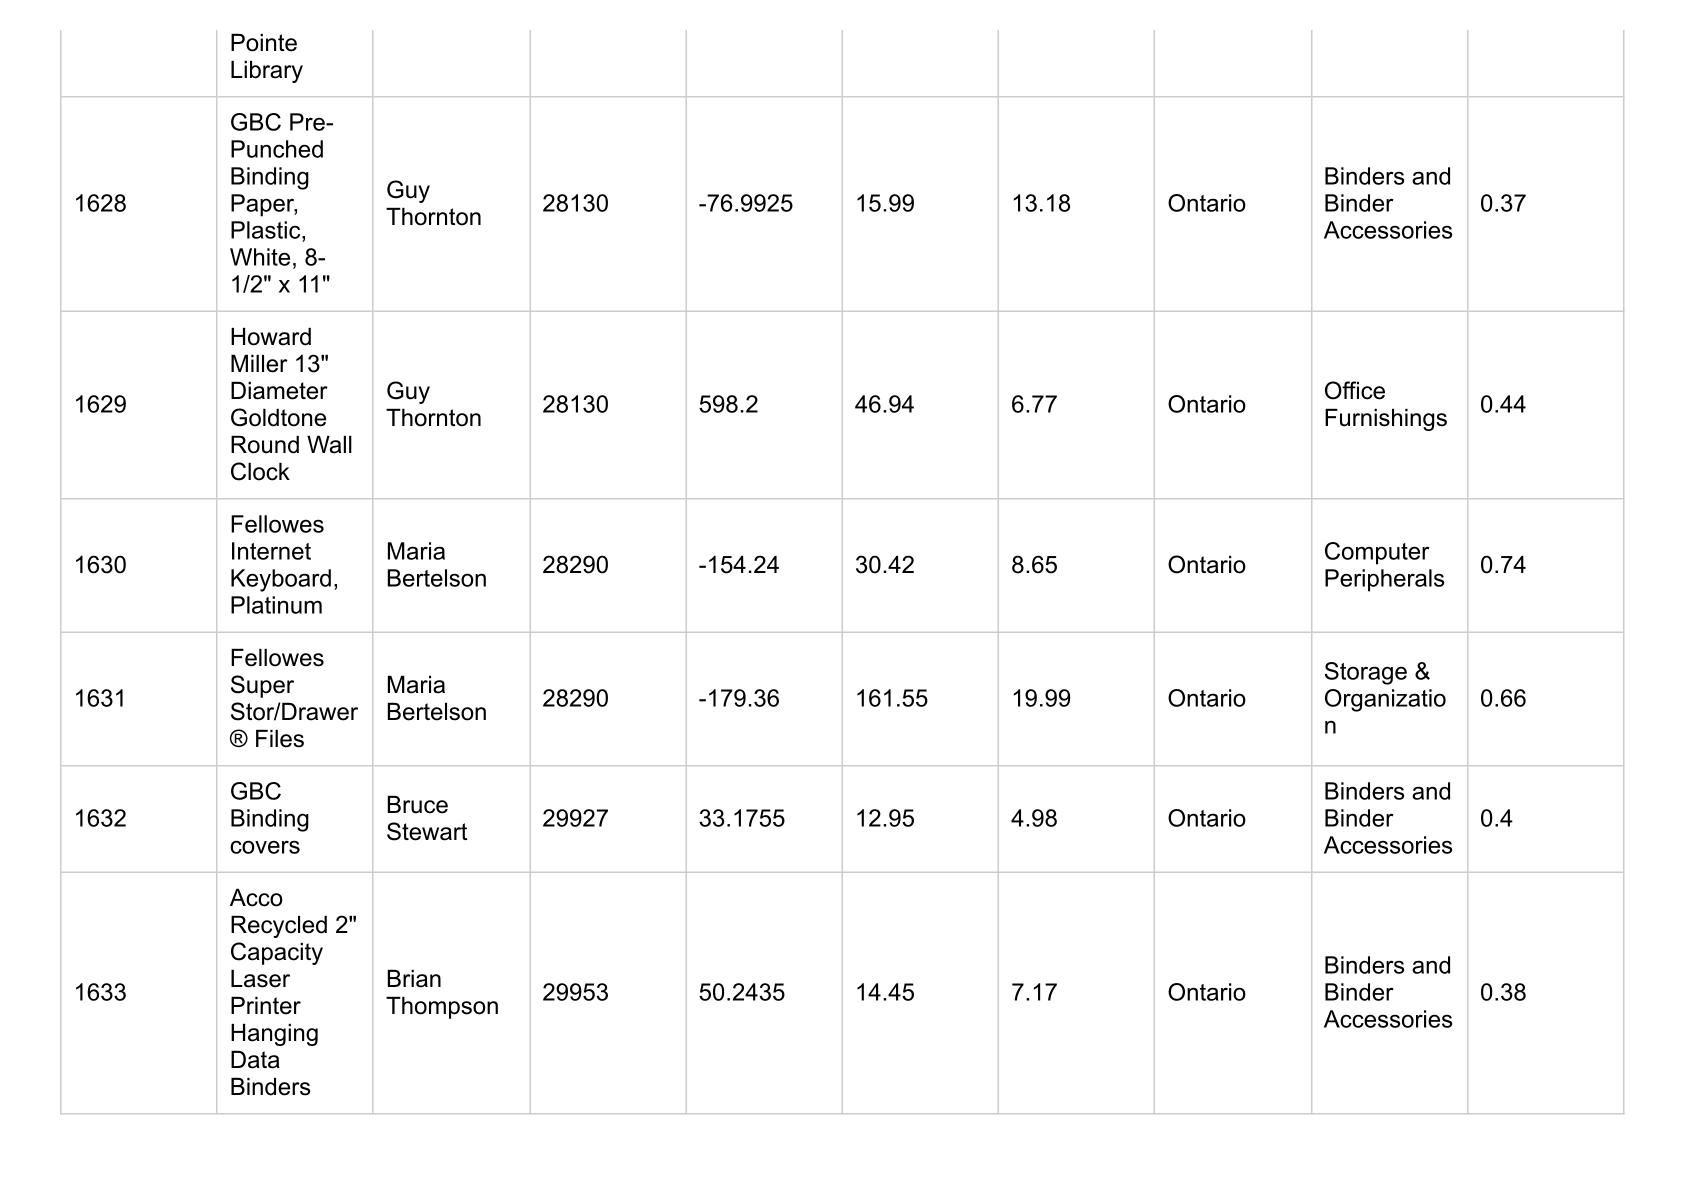 Pointe
Library
1628
GBC Pre-
Punched
Binding
Paper,
Plastic,
White, 8-
1/2" x 11"
Guy
Thornton
28130
-76.9925
15.99
13.18
Ontario
Binders and
Binder
Accessories
0.37
1629
Howard
Miller 13"
Diameter
Goldtone
Round Wall
Clock
Guy
Thornton
28130
598.2
46.94
6.77
Ontario
Office
Furnishings
0.44
1630
Fellowes
Internet
Keyboard,
Platinum
Maria
Bertelson
28290
-154.24
30.42
8.65
Ontario
Computer
Peripherals
0.74
1631
Fellowes
Super
Stor/Drawer
® Files
Maria
Bertelson
28290
-179.36
161.55
19.99
Ontario
Storage &
Organizatio
n
0.66
1632
GBC
Binding
covers
Bruce
Stewart
29927
33.1755
12.95
4.98
Ontario
Binders and
Binder
Accessories
0.4
1633
Acco
Recycled 2"
Capacity
Laser
Printer
Hanging
Data
Binders
Brian
Thompson
29953
50.2435
14.45
7.17
Ontario
Binders and
Binder
Accessories
0.38